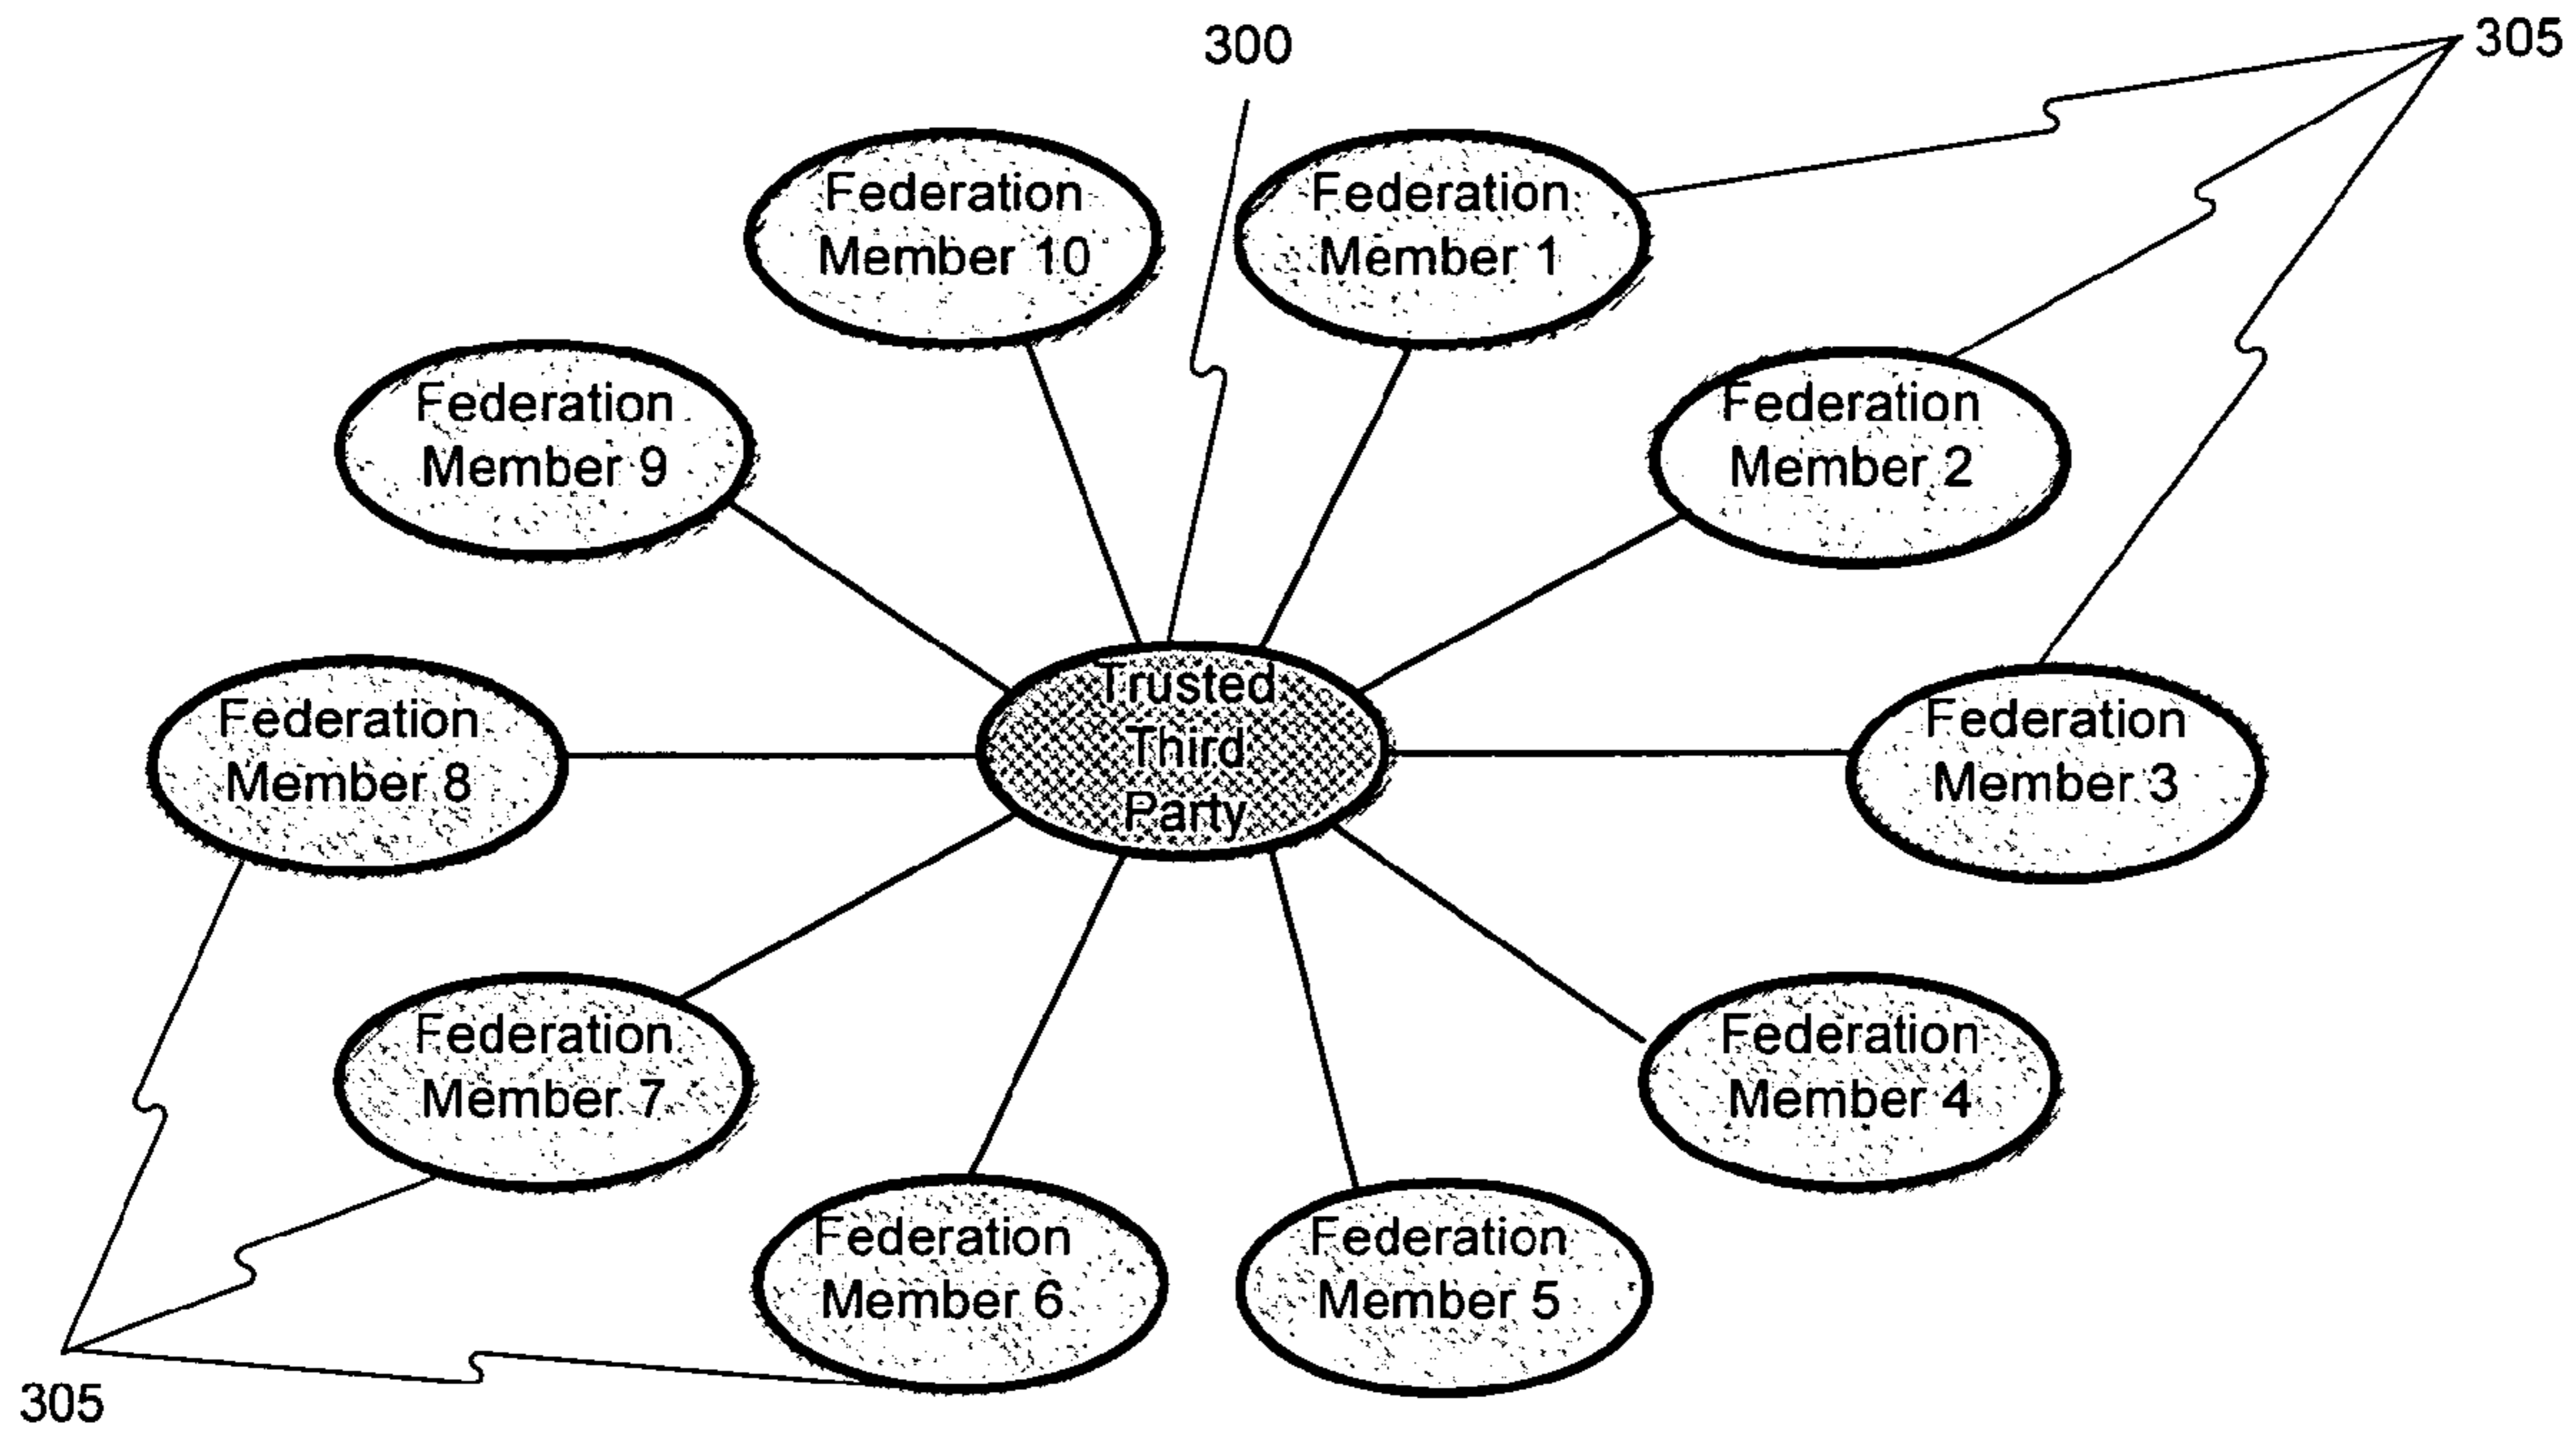 300
305
Federation
Member 10
Federation
Member 1
Federation
Member 9
Federation
Member 2
Trusted
Third
Party
Federation
Member 8
Federation
Member 3
Federation
Member 7
Federation
Member 4
Federation
Member 6
Federation
Member 5
305